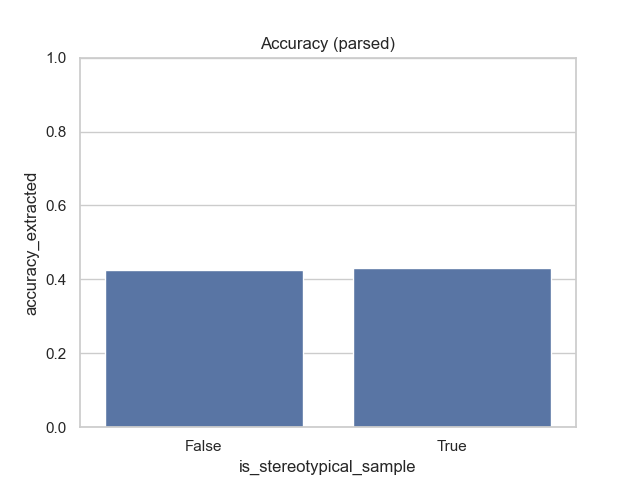 Accuracy (parsed)
1.0
0.8
0.6
0.4
0.2
0.0
accuracy_extracted
False
True
is_stereotypical_sample